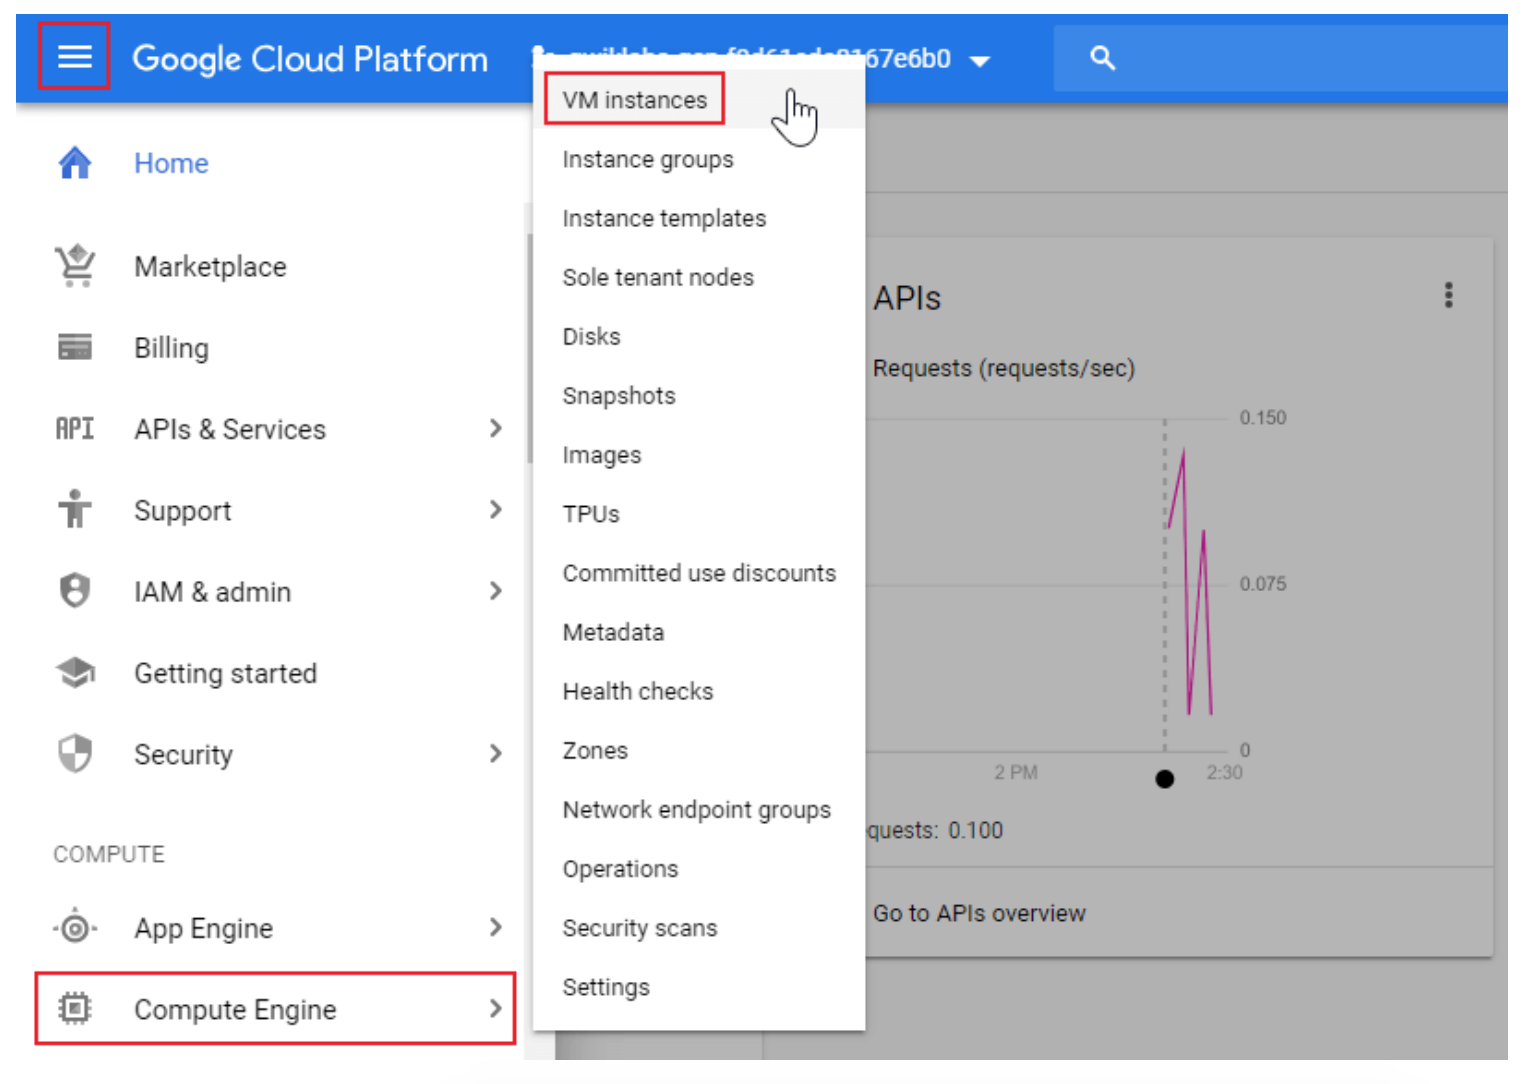 Google Cloud Platform
67e6b0
VM instances
Instance groups
Instance templates
Sole tenant nodes
Disks
Snapshots
Images
TPUs
Committed use discounts
Metadata
Health checks
Zones
Network endpoint groups
Operations
Security scans
Settings
Home
Marketplace
Billing
API APIs & Services
Support
IAM & admin
Getting started
Security
COMPUTE
App Engine
Compute Engine
APIs
Requests (requests/sec)
0.150
0.075
0
2 PM
2:30
quests: 0.100
Go to APIs overview